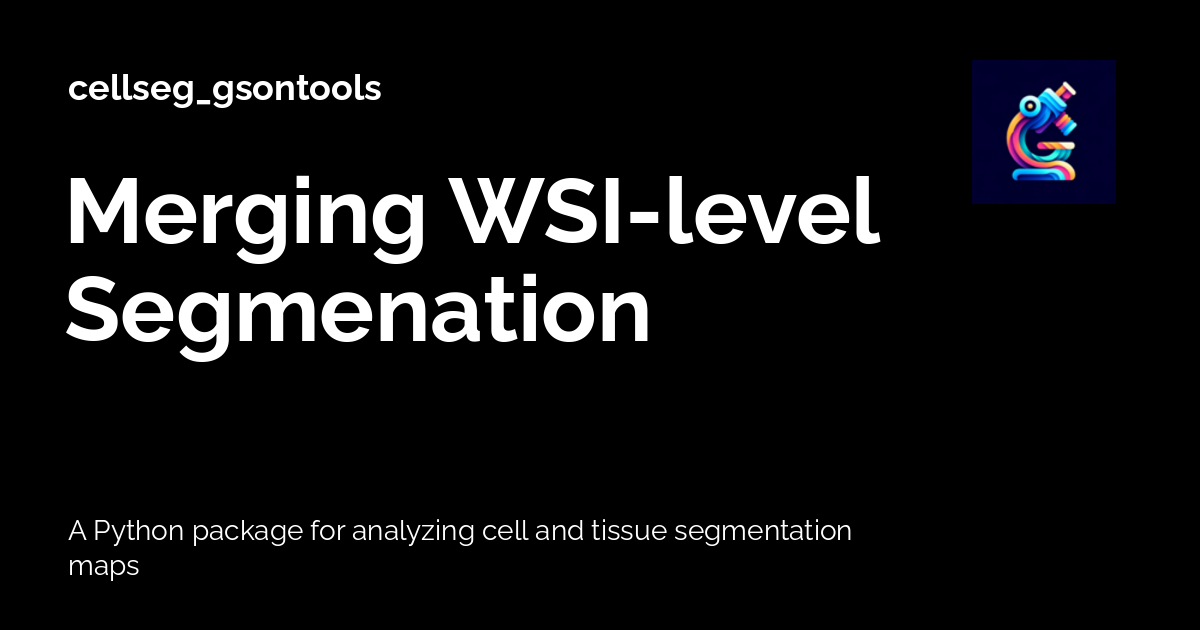 cellseg_gsontools
Merging WSI-level
Segmenation
A Python package for analyzing cell and tissue segmentation
maps